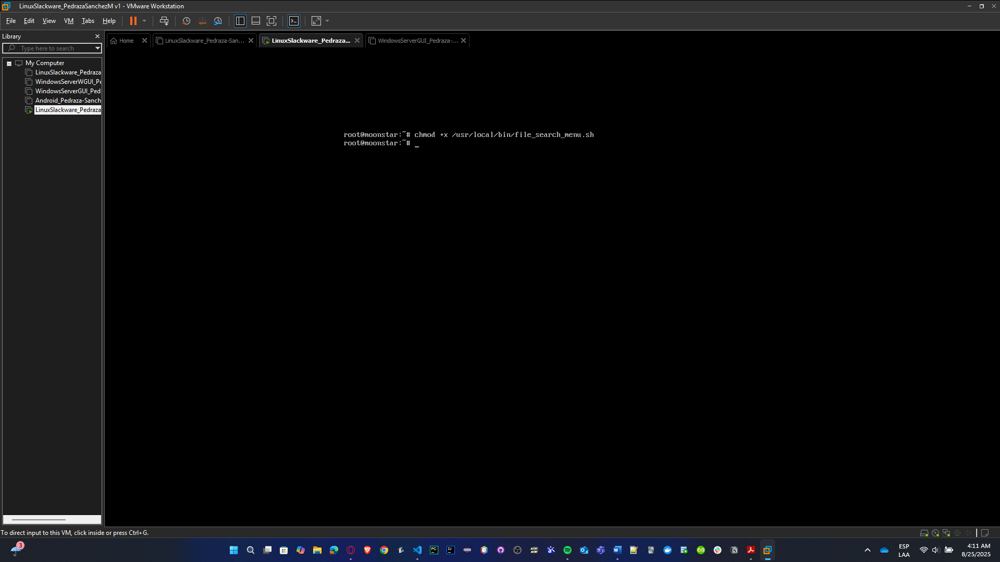 LinuxSlackware_PedrazaSanchezM v1 - VMware Workstation
File Edit View VM Tabs Help
Library
Type here to search
My Computer
LinuxSlackware_Pedraza
WindowsServerWGUI_Pe
WindowsServerGUI_Ped
Android_Pedraza-Sanch
LinuxSlackware_Pedraza
Home
LinuxSlackware_Pedraza-San...
LinuxSlackware_Pedraza...
WindowsServerGUI_Pedraza-...
root@moonstar:~# chmod +x /usr/local/bin/file_search_menu.sh
root@moonstar:~# _
To direct input to this VM, click inside or press Ctrl+G.
3
PC
IJ
ESP
LAA
4:11 AM
8/25/2025